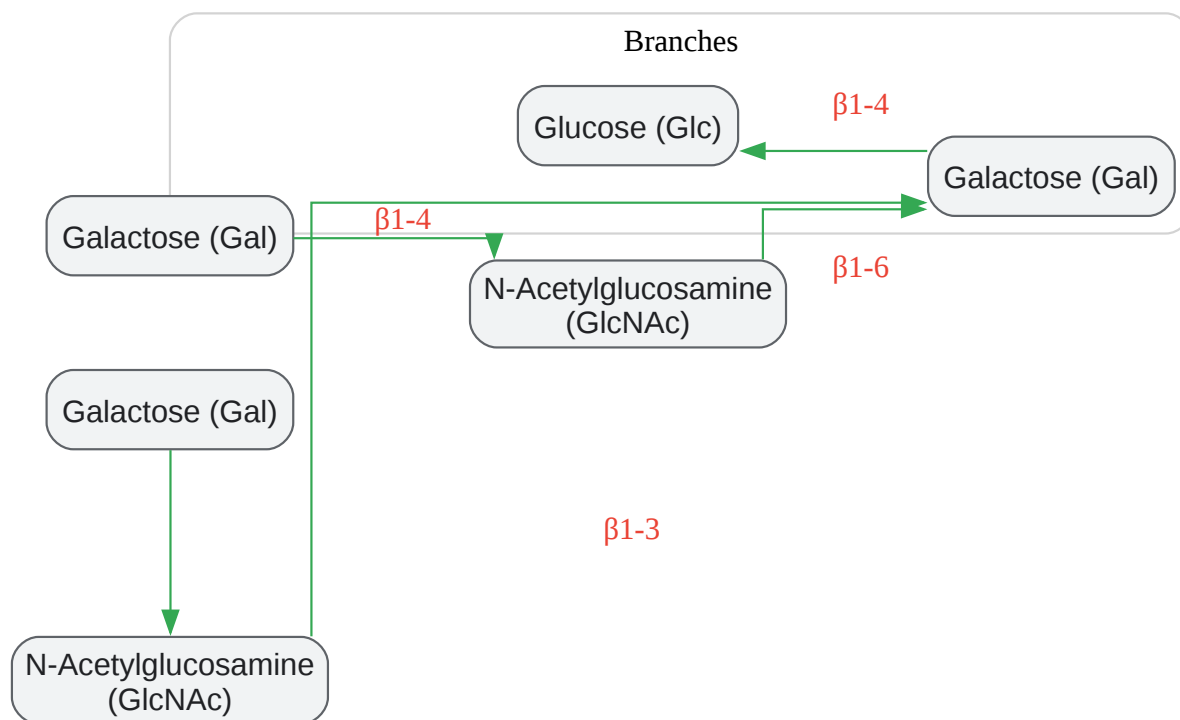 Branches
Glucose (Glc)
β1-4
Galactose (Gal)
Galactose (Gal)
β1-4
N-Acetylglucosamine
(GlcNAc)
β1-6
Galactose (Gal)
β1-3
N-Acetylglucosamine
(GlcNAc)